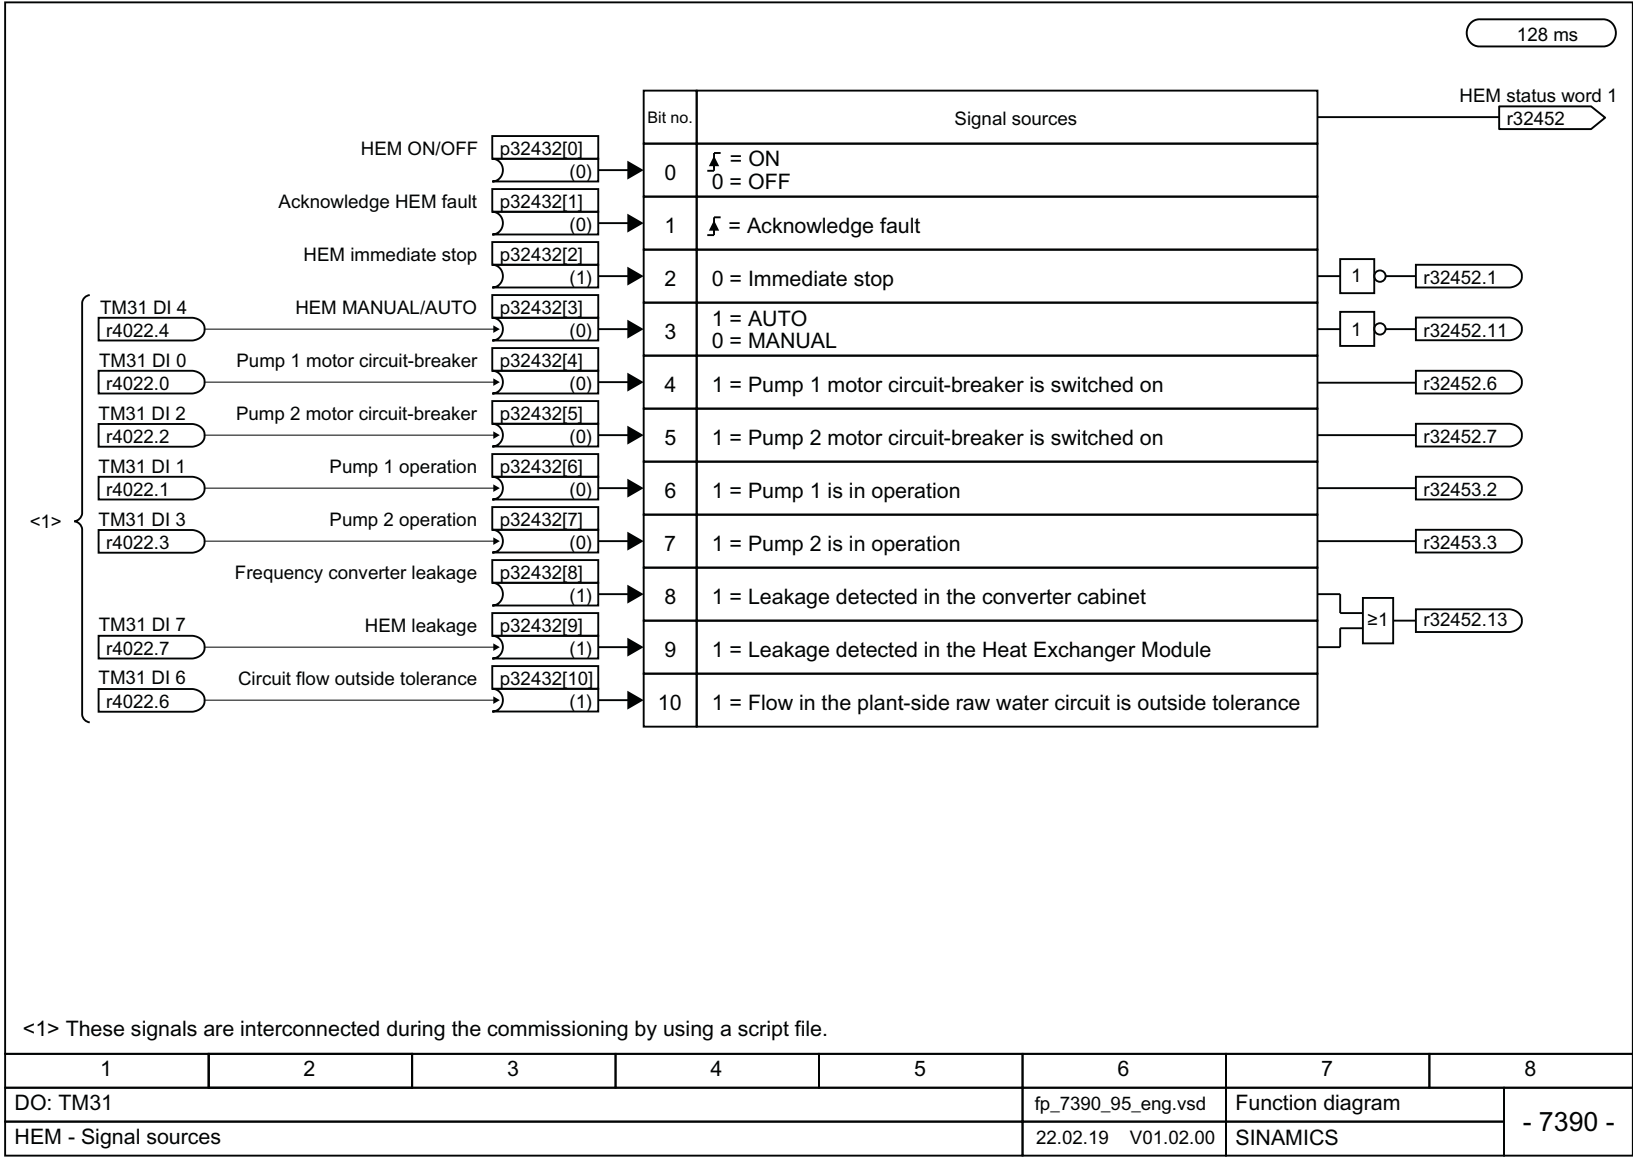 128 ms
HEM status word 1
r32452
Bit no. Signal sources
HEM ON/OFF p32432[0]
(0)
0 = ON
0 = OFF
Acknowledge HEM fault p32432[1]
(0)
1 = Acknowledge fault
HEM immediate stop p32432[2]
(1)
2 0 = Immediate stop 1 r32452.1
TM31 DI 4 HEM MANUAL/AUTO p32432[3]
r4022.4 (0)
3 1 = AUTO
0 = MANUAL
1 r32452.11
TM31 DI 0 Pump 1 motor circuit-breaker p32432[4]
r4022.0 (0) 4 1 = Pump 1 motor circuit-breaker is switched on r32452.6
TM31 DI 2 Pump 2 motor circuit-breaker p32432[5]
r4022.2 (0) 5 1 = Pump 2 motor circuit-breaker is switched on r32452.7
TM31 DI 1 Pump 1 operation p32432[6]
r4022.1 (0) 6 1 = Pump 1 is in operation r32453.2
<1> TM31 DI 3 Pump 2 operation p32432[7]
r4022.3 (0) 7 1 = Pump 2 is in operation r32453.3
Frequency converter leakage p32432[8]
(1) 8 1 = Leakage detected in the converter cabinet
≥1 r32452.13
TM31 DI 7 HEM leakage p32432[9]
r4022.7 (1) 9 1 = Leakage detected in the Heat Exchanger Module
TM31 DI 6 Circuit flow outside tolerance p32432[10]
r4022.6 (1) 10 1 = Flow in the plant-side raw water circuit is outside tolerance
<1> These signals are interconnected during the commissioning by using a script file.
1 2 3 4 5 6 7 8
DO: TM31 fp_7390_95_eng.vsd Function diagram
- 7390 -
HEM - Signal sources 22.02.19 V01.02.00 SINAMICS